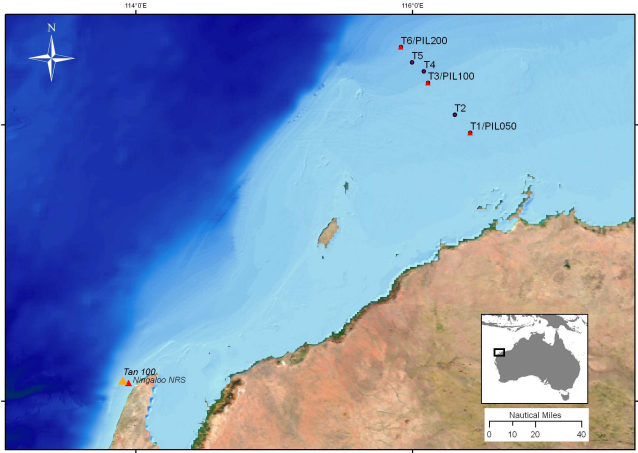 114°0'E
116°0'E
N
T6/PIL200
T5
T4
T3/PIL100
T2
T1/PIL050
Tan 100
Ningaloo NRS
Nautical Miles
0 10 20 40